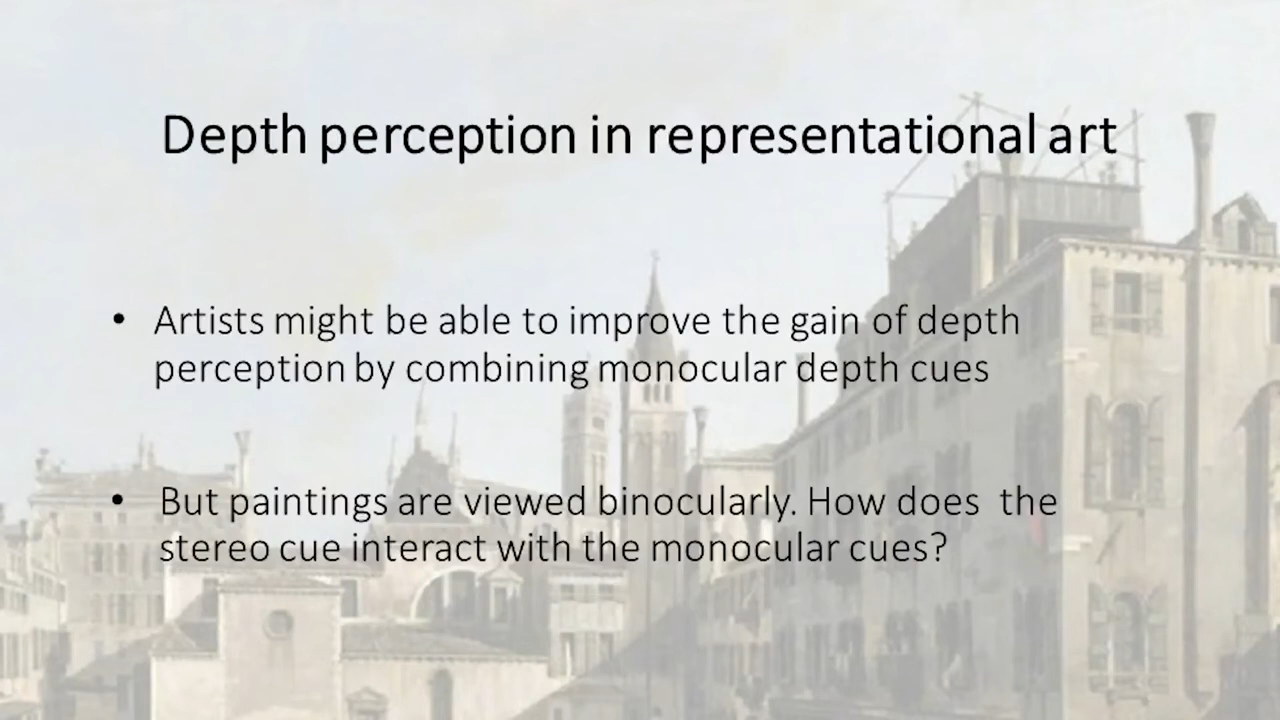 Depth perception in representational art
• Artists might be able to improve the gain of depth
perception by combining monocular depth cues
• But paintings are viewed binocularly. How does  the
stereo cue interact with the monocular cues?